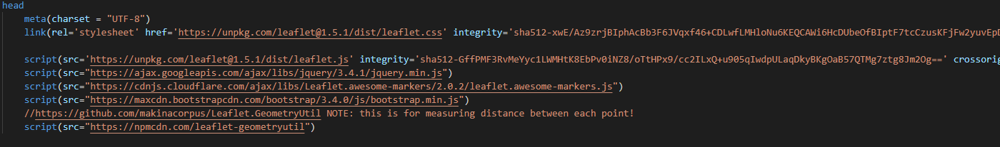 head
meta(charset = "UTF-8")
link(rel='stylesheet' href='https://unpkg.com/leaflet@1.5.1/dist/leaflet.css' integrity='sha512-xwE/Az9zrjBIphAcBb3F6JVqxf46+CDLwfLMHloNu6KEQCAWi6HcDUbeOfBIptF7tcCzusKFjFw2yuvEpD
script(src='https://unpkg.com/leaflet@1.5.1/dist/leaflet.js' integrity='sha512-GffPMF3RvMeYyc1LWMHtK8EbPv0iNZ8/oTtHPx9/cc2ILxQ+u905qIwdpULaqDkyBKgOaB57QTMg7ztg8Jm2Og==' crossorig
script(src="https://ajax.googleapis.com/ajax/libs/jquery/3.4.1/jquery.min.js")
script(src="https://cdnjs.cloudflare.com/ajax/libs/Leaflet.awesome-markers/2.0.2/leaflet.awesome-markers.js")
script(src="https://maxcdn.bootstrapcdn.com/bootstrap/3.4.0/js/bootstrap.min.js")
//https://github.com/makinacorpus/Leaflet.GeometryUtil NOTE: this is for measuring distance between each point!
script(src="https://npmcdn.com/leaflet-geometryutil")